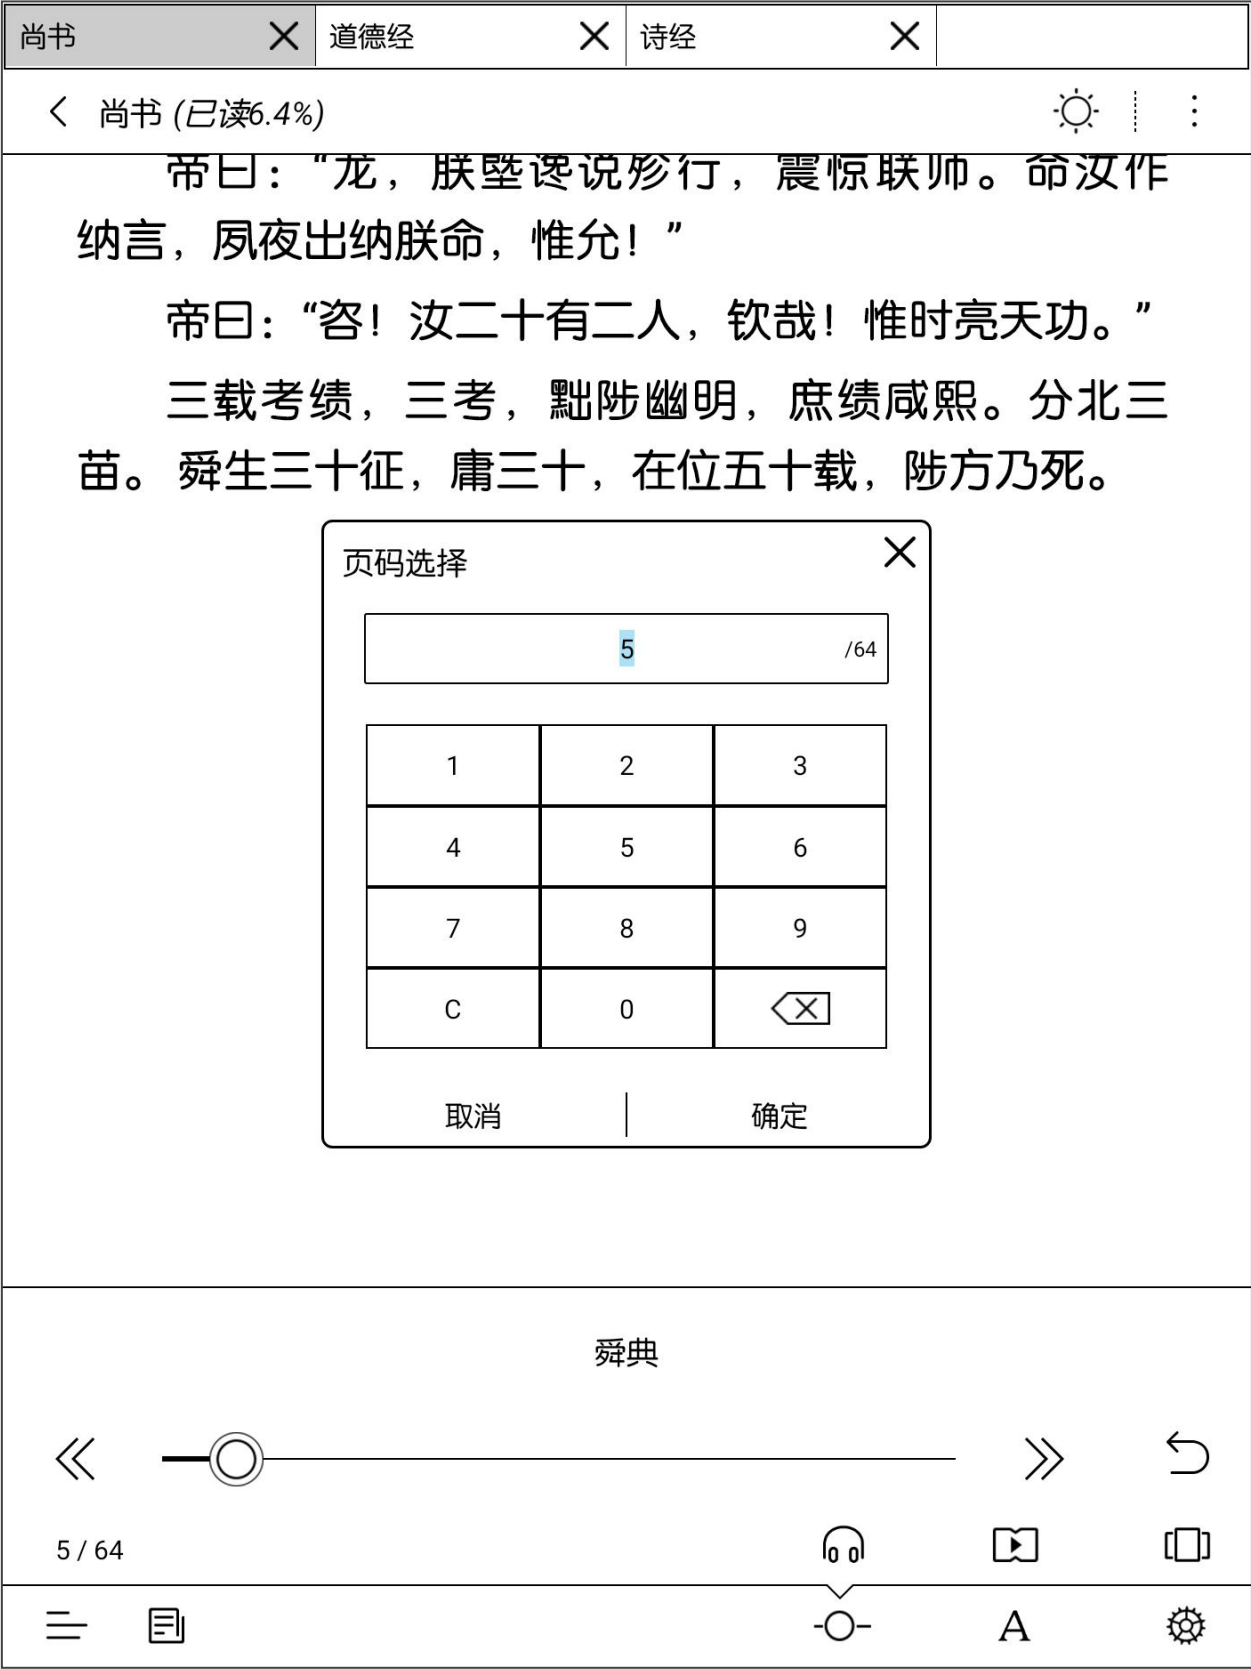 尚书
道德经
诗经
尚书 (已读6.4%)
帝曰：“龙，朕堲谗说殄行，震惊朕师。命汝作
纳言，夙夜出纳朕命，惟允！”
帝曰：“咨！汝二十有二人，钦哉！惟时亮天功。”
三载考绩，三考，黜陟幽明，庶绩咸熙。分北三
苗。舜生三十征，庸三十，在位五十载，陟方乃死。
页码选择
5
/64
1 2 3
4 5 6
7 8 9
C 0
取消
确定
舜典
5 / 64
A